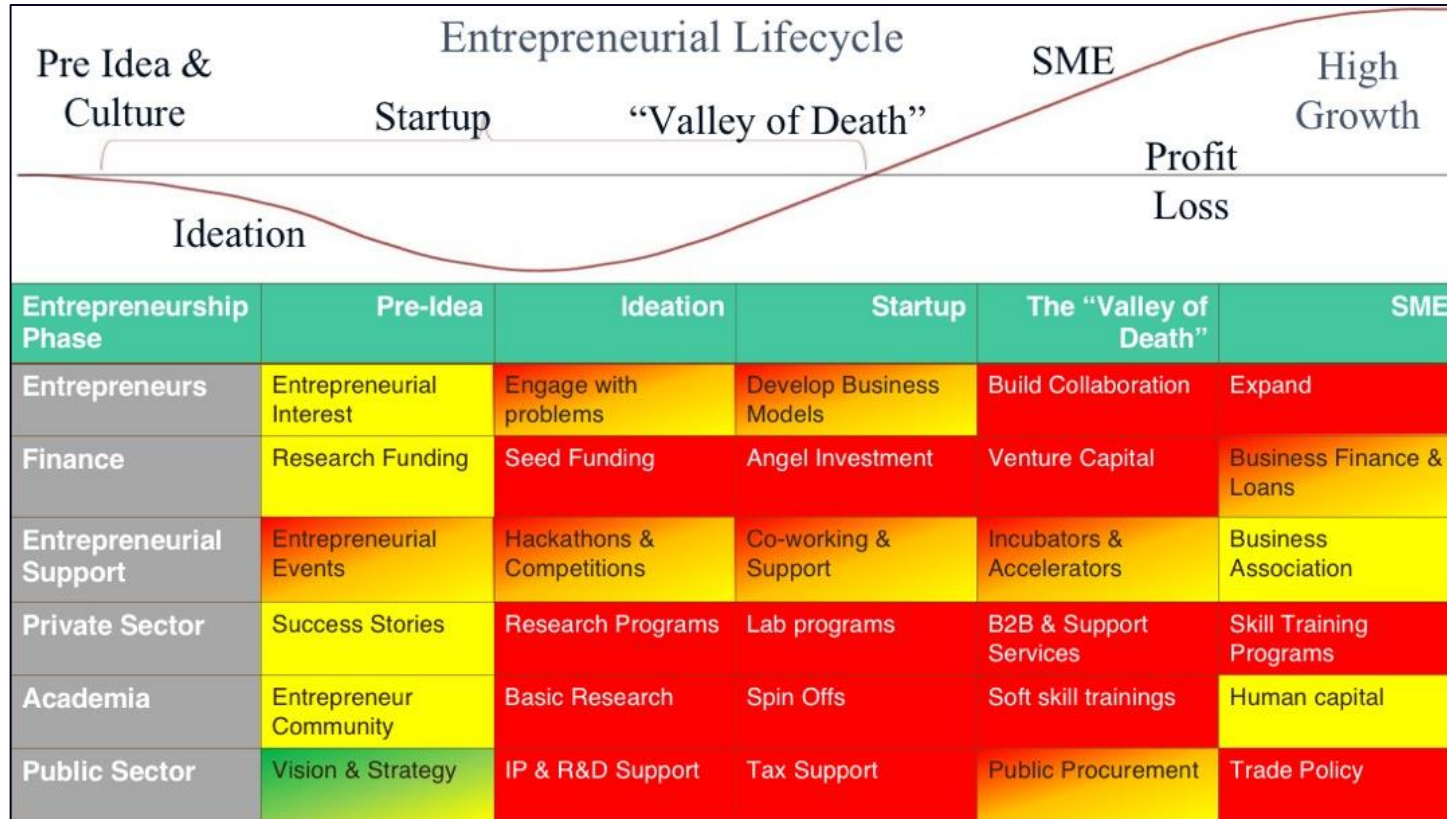 Entrepreneurial Lifecycle
Pre Idea &
Culture
Startup
“Valley of Death”
SME
High
Growth
Profit
Loss
Ideation
Entrepreneurship
Phase
Pre-Idea
Ideation
Startup
The “Valley of
Death”
SME
Entrepreneurs
Entrepreneurial
Interest
Engage with
problems
Develop Business
Models
Build Collaboration
Expand
Finance
Research Funding
Seed Funding
Angel Investment
Venture Capital
Business Finance &
Loans
Entrepreneurial
Support
Entrepreneurial
Events
Hackathons &
Competitions
Co-working &
Support
Incubators &
Accelerators
Business
Association
Private Sector
Success Stories
Research Programs
Lab programs
B2B & Support
Services
Skill Training
Programs
Academia
Entrepreneur
Community
Basic Research
Spin Offs
Soft skill trainings
Human capital
Public Sector
Vision & Strategy
IP & R&D Support
Tax Support
Public Procurement
Trade Policy